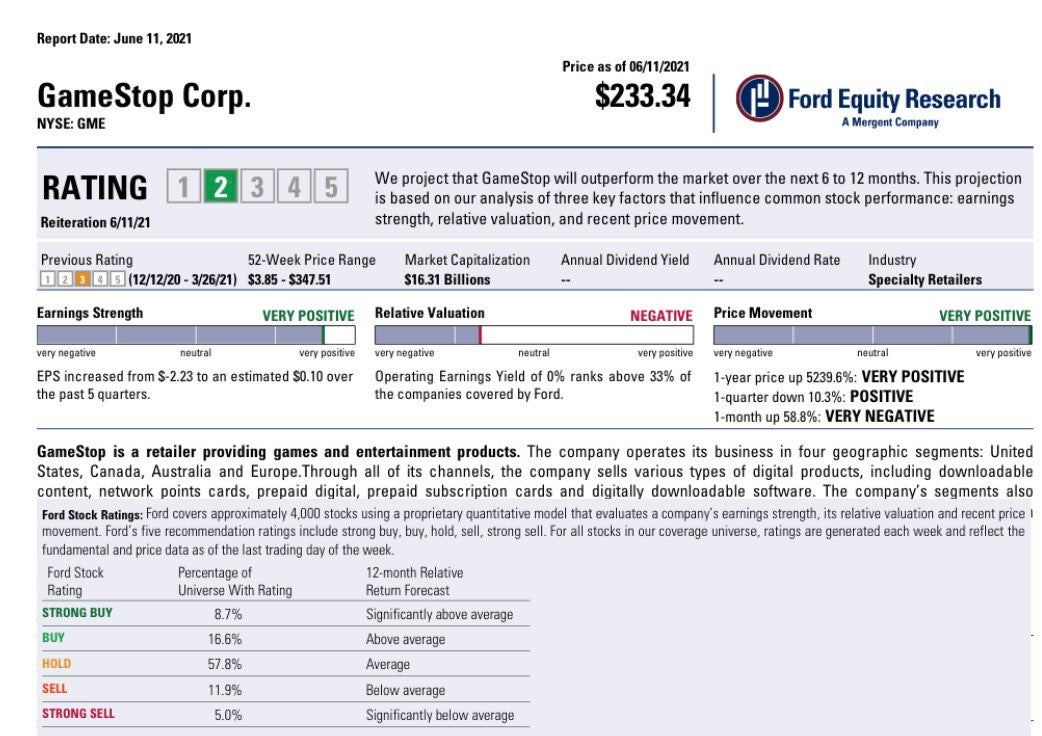 Report Date: June 11, 2021
GameStop Corp.
NYSE: GME
Price as of 06/11/2021
$233.34
Ford Equity Research
A Mergent Company
RATING 1 2 3 4 5
Reiteration 6/11/21
We project that GameStop will outperform the market over the next 6 to 12 months. This projection
is based on our analysis of three key factors that influence common stock performance: earnings
strength, relative valuation, and recent price movement.
Previous Rating
1 2 3 4 5 (12/12/20 - 3/26/21)
52-Week Price Range
$3.85 - $347.51
Market Capitalization
$16.31 Billions
Annual Dividend Yield
--
Annual Dividend Rate
--
Industry
Specialty Retailers
Earnings Strength VERY POSITIVE
very negative neutral very positive
EPS increased from $-2.23 to an estimated $0.10 over
the past 5 quarters.
Relative Valuation NEGATIVE
very negative neutral very positive
Operating Earnings Yield of 0% ranks above 33% of
the companies covered by Ford.
Price Movement VERY POSITIVE
very negative neutral very positive
1-year price up 5239.6%: VERY POSITIVE
1-quarter down 10.3%: POSITIVE
1-month up 58.8%: VERY NEGATIVE
GameStop is a retailer providing games and entertainment products. The company operates its business in four geographic segments: United
States, Canada, Australia and Europe.Through all of its channels, the company sells various types of digital products, including downloadable
content, network points cards, prepaid digital, prepaid subscription cards and digitally downloadable software. The company's segments also
Ford Stock Ratings: Ford covers approximately 4,000 stocks using a proprietary quantitative model that evaluates a company's earnings strength, its relative valuation and recent price
movement. Ford's five recommendation ratings include strong buy, buy, hold, sell, strong sell. For all stocks in our coverage universe, ratings are generated each week and reflect the
fundamental and price data as of the last trading day of the week.
Ford Stock Percentage of 12-month Relative
Rating Universe With Rating Return Forecast
STRONG BUY 8.7% Significantly above average
BUY 16.6% Above average
HOLD 57.8% Average
SELL 11.9% Below average
STRONG SELL 5.0% Significantly below average